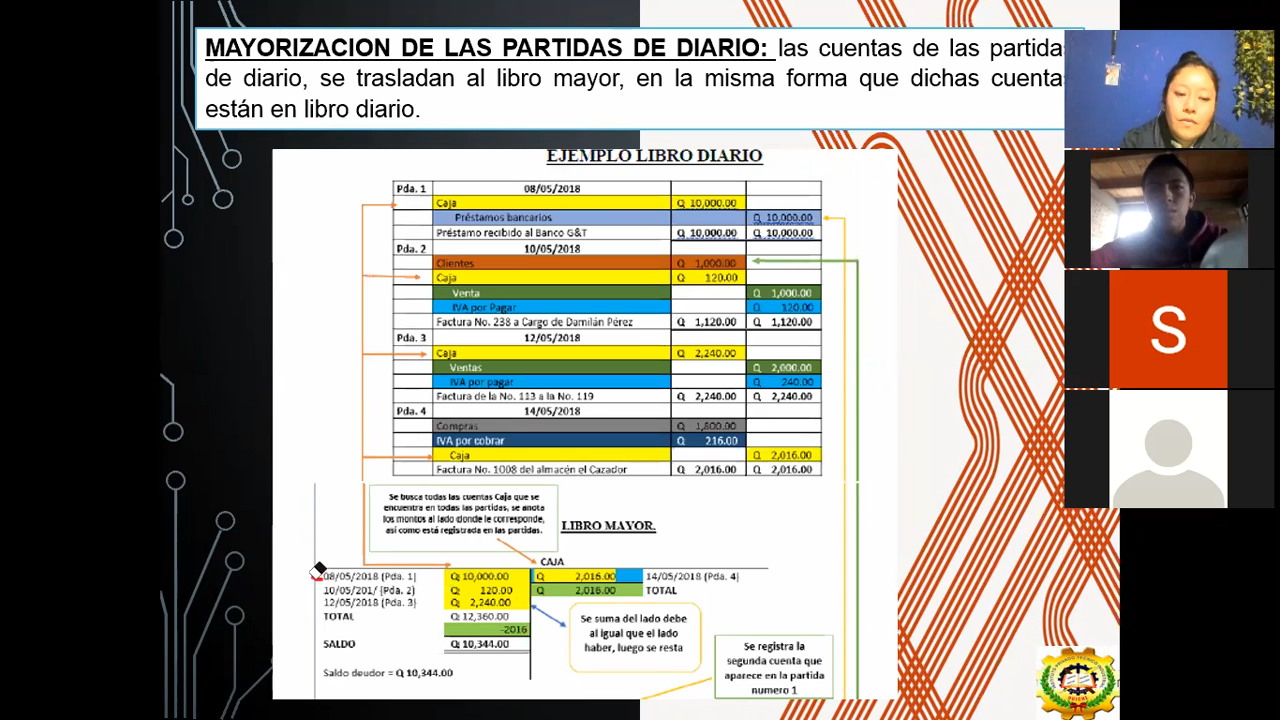 MAYORIZACION DE LAS PARTIDAS DE DIARIO: las cuentas de las partida
de diario, se trasladan al libro mayor, en la misma forma que dichas cuenta
están en libro diario.
EJEMPLO LIBRO DIARIO
Pda. 1 08/05/2018
Caja Q 10,000.00
Préstamos bancarios Q 10,000.00
Préstamo recibido al Banco G&T Q 10,000.00 Q 10,000.00
Pda. 2 10/05/2018
Clientes Q 1,000.00
Caja Q 120.00
Venta Q 1,000.00
IVA por Pagar Q 120.00
Factura No. 238 a Cargo de Damilán Pérez Q 1,120.00 Q 1,120.00
Pda. 3 12/05/2018
Caja Q 2,240.00
Ventas Q 2,000.00
IVA por pagar Q 240.00
Factura de la No. 113 a la No. 119 Q 2,240.00 Q 2,240.00
Pda. 4 14/05/2018
Compras Q 1,800.00
IVA por cobrar Q 216.00
Caja Q 2,016.00
Factura No. 1008 del almacén el Cazador Q 2,016.00 Q 2,016.00
Se busca todas las cuentas Caja que se
encuentra en todas las partidas, se anota
los montos al lado donde le corresponde,
así como está registrada en las partidas.
LIBRO MAYOR.
CAJA
08/05/2018 (Pda. 1) Q 10,000.00 Q 2,016.00 14/05/2018 (Pda. 4)
10/05/201/ (Pda. 2) Q 120.00 Q 2,016.00 TOTAL
12/05/2018 (Pda. 3) Q 2,240.00
TOTAL Q 12,360.00
-2016
SALDO Q 10,344.00
Saldo deudor = Q 10,344.00
Se suma del lado debe
al igual que el lado
haber, luego se resta
Se registra la
segunda cuenta que
aparece en la partida
numero 1
S